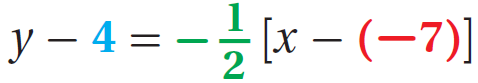 y − 4 = −1/2[x − (−7)]